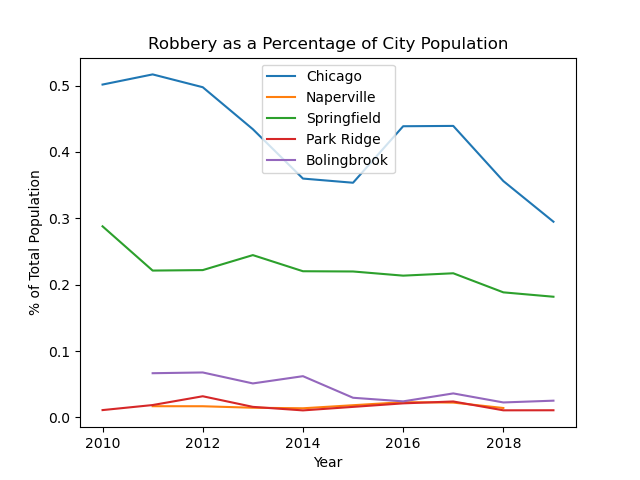 Robbery as a Percentage of City Population
Chicago
Naperville
Springfield
Park Ridge
Bolingbrook
% of Total Population
0.5
0.4
0.3
0.2
0.1
0.0
2010 2012 2014 2016 2018
Year